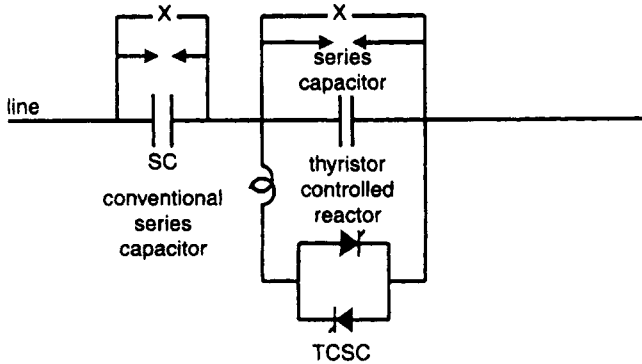 X
X
line
SC
conventional
series
capacitor
series
capacitor
thyristor
controlled
reactor
TCSC